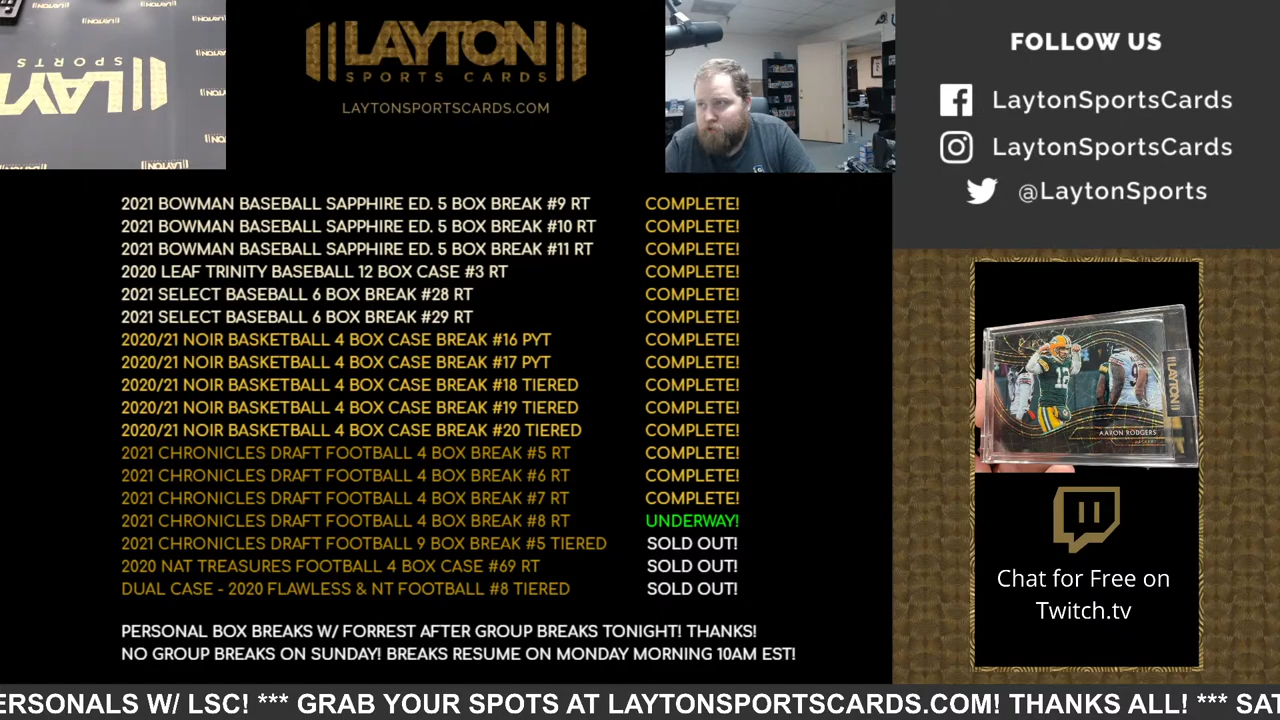 LAYTON
SPORTS CARDS
LAYTONSPORTSCARDS.COM
FOLLOW US
LaytonSportsCards
LaytonSportsCards
@LaytonSports
2021 BOWMAN BASEBALL SAPPHIRE ED. 5 BOX BREAK #9 RT COMPLETE!
2021 BOWMAN BASEBALL SAPPHIRE ED. 5 BOX BREAK #10 RT COMPLETE!
2021 BOWMAN BASEBALL SAPPHIRE ED. 5 BOX BREAK #11 RT COMPLETE!
2020 LEAF TRINITY BASEBALL 12 BOX CASE #3 RT COMPLETE!
2021 SELECT BASEBALL 6 BOX BREAK #28 RT COMPLETE!
2021 SELECT BASEBALL 6 BOX BREAK #29 RT COMPLETE!
2020/21 NOIR BASKETBALL 4 BOX CASE BREAK #16 PYT COMPLETE!
2020/21 NOIR BASKETBALL 4 BOX CASE BREAK #17 PYT COMPLETE!
2020/21 NOIR BASKETBALL 4 BOX CASE BREAK #18 TIERED COMPLETE!
2020/21 NOIR BASKETBALL 4 BOX CASE BREAK #19 TIERED COMPLETE!
2020/21 NOIR BASKETBALL 4 BOX CASE BREAK #20 TIERED COMPLETE!
2021 CHRONICLES DRAFT FOOTBALL 4 BOX BREAK #5 RT COMPLETE!
2021 CHRONICLES DRAFT FOOTBALL 4 BOX BREAK #6 RT COMPLETE!
2021 CHRONICLES DRAFT FOOTBALL 4 BOX BREAK #7 RT COMPLETE!
2021 CHRONICLES DRAFT FOOTBALL 4 BOX BREAK #8 RT UNDERWAY!
2021 CHRONICLES DRAFT FOOTBALL 9 BOX BREAK #5 TIERED SOLD OUT!
2020 NAT TREASURES FOOTBALL 4 BOX CASE #69 RT SOLD OUT!
DUAL CASE - 2020 FLAWLESS & NT FOOTBALL #8 TIERED SOLD OUT!
PERSONAL BOX BREAKS W/ FORREST AFTER GROUP BREAKS TONIGHT! THANKS!
NO GROUP BREAKS ON SUNDAY! BREAKS RESUME ON MONDAY MORNING 10AM EST!
AARON RODGERS
LAYTON
12
Chat for Free on
Twitch.tv
ERSONALS W/ LSC! *** GRAB YOUR SPOTS AT LAYTONSPORTSCARDS.COM! THANKS ALL! *** SAT